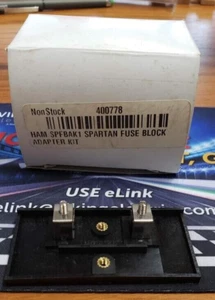 NonStock 400778
HAM SPFBAK1 SPARTAN FUSE BLOCK
ADAPTER KIT
USE eLink